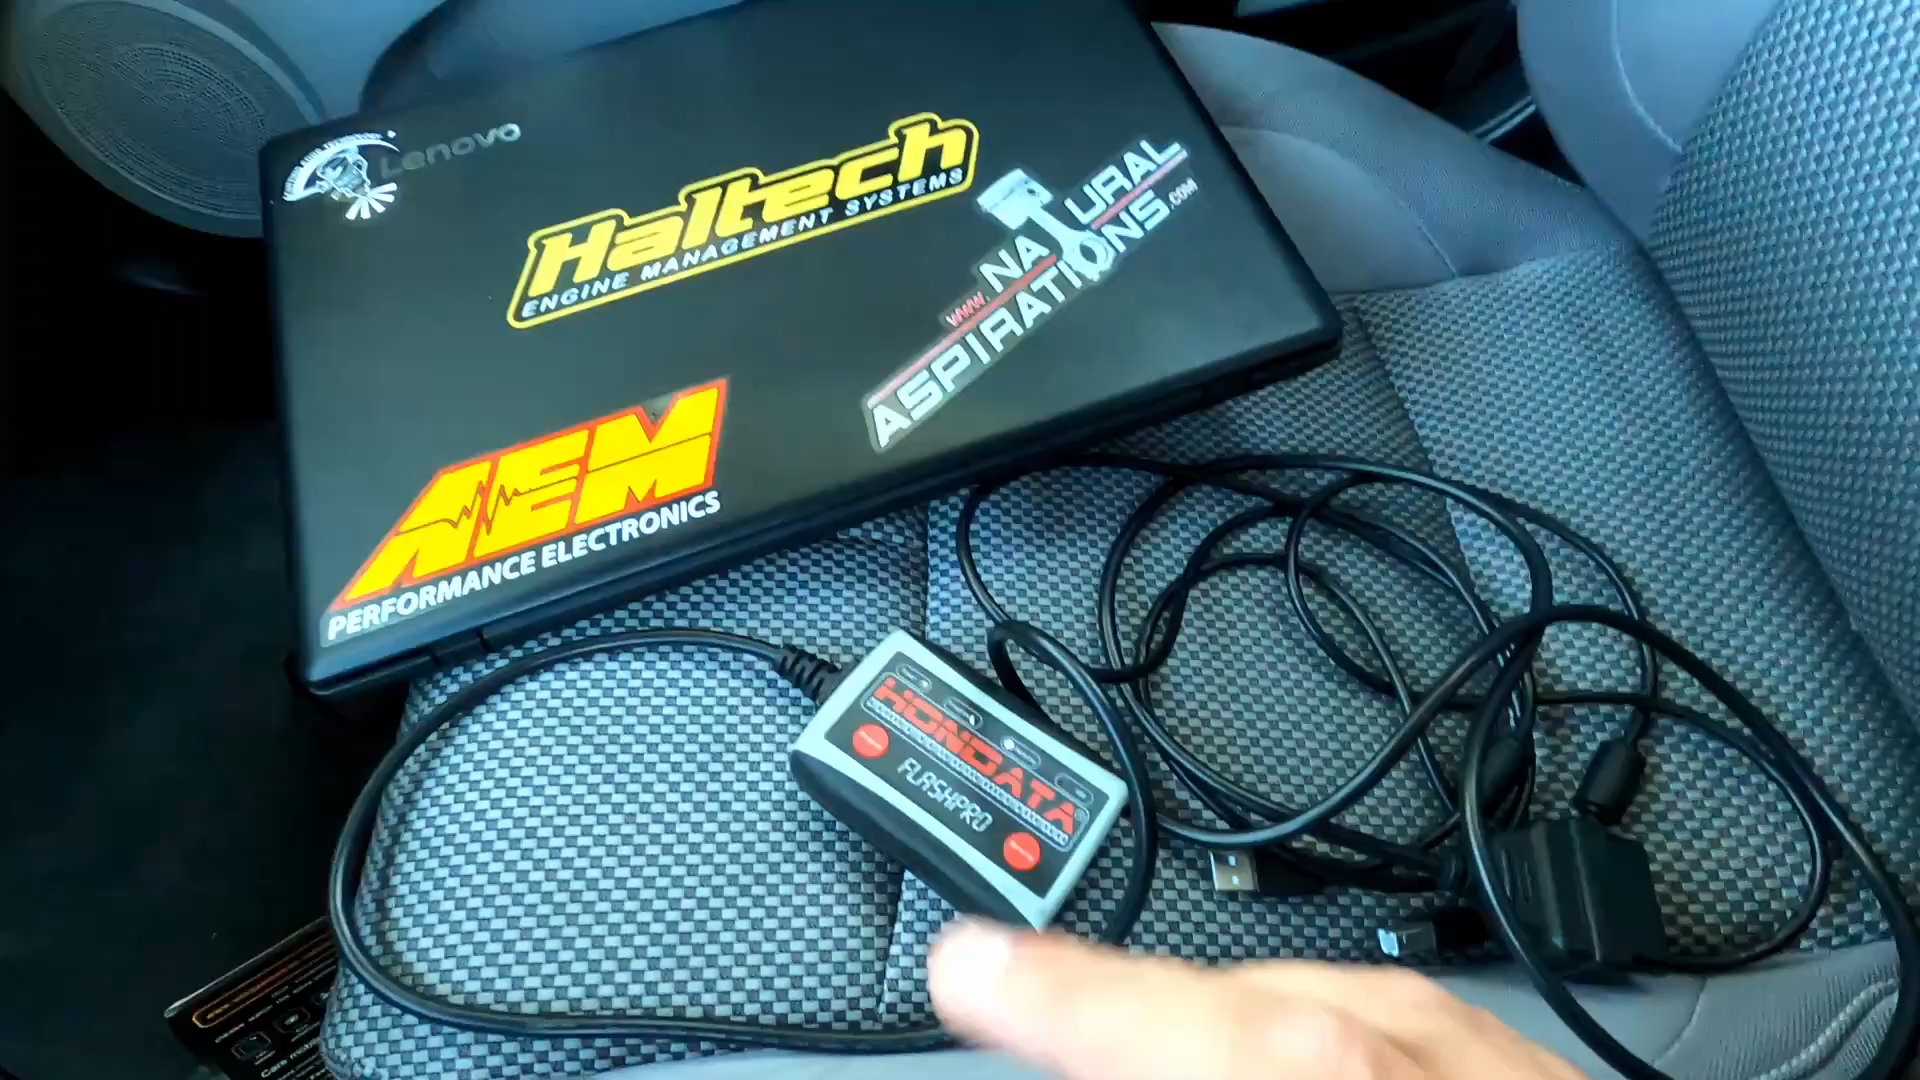 Lenovo
Haltech
ENGINE MANAGEMENT SYSTEMS
www.NATURAL
ASPIRATIONS.COM
AEM
PERFORMANCE ELECTRONICS
HONDATA
FLASHPRO